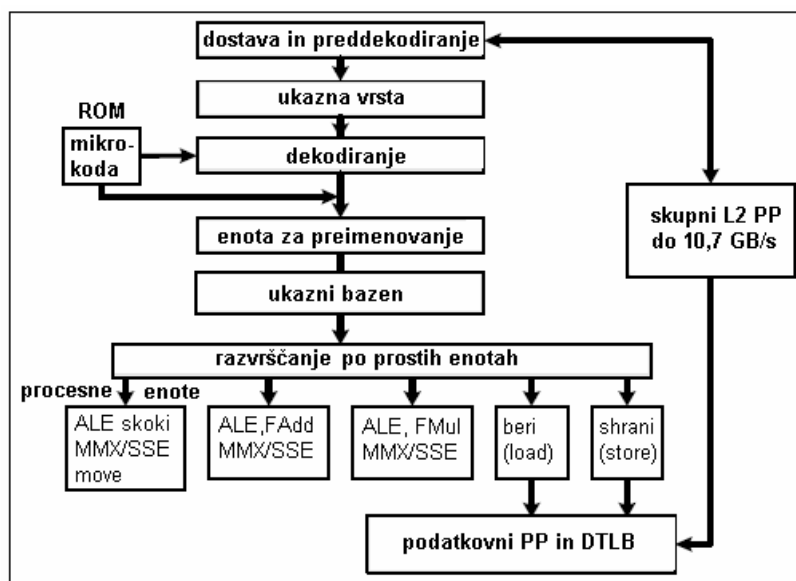 dostava in preddekodiranje
ukazna vrsta
ROM
mikro-
koda
dekodiranje
skupni L2 PP
do 10,7 GB/s
enota za preimenovanje
ukazni bazen
razvrščanje po prostih enotah
procesne enote
ALE skoki
MMX/SSE
move
ALE,FAdd
MMX/SSE
ALE, FMul
MMX/SSE
beri
(load)
shrani
(store)
podatkovni PP in DTLB